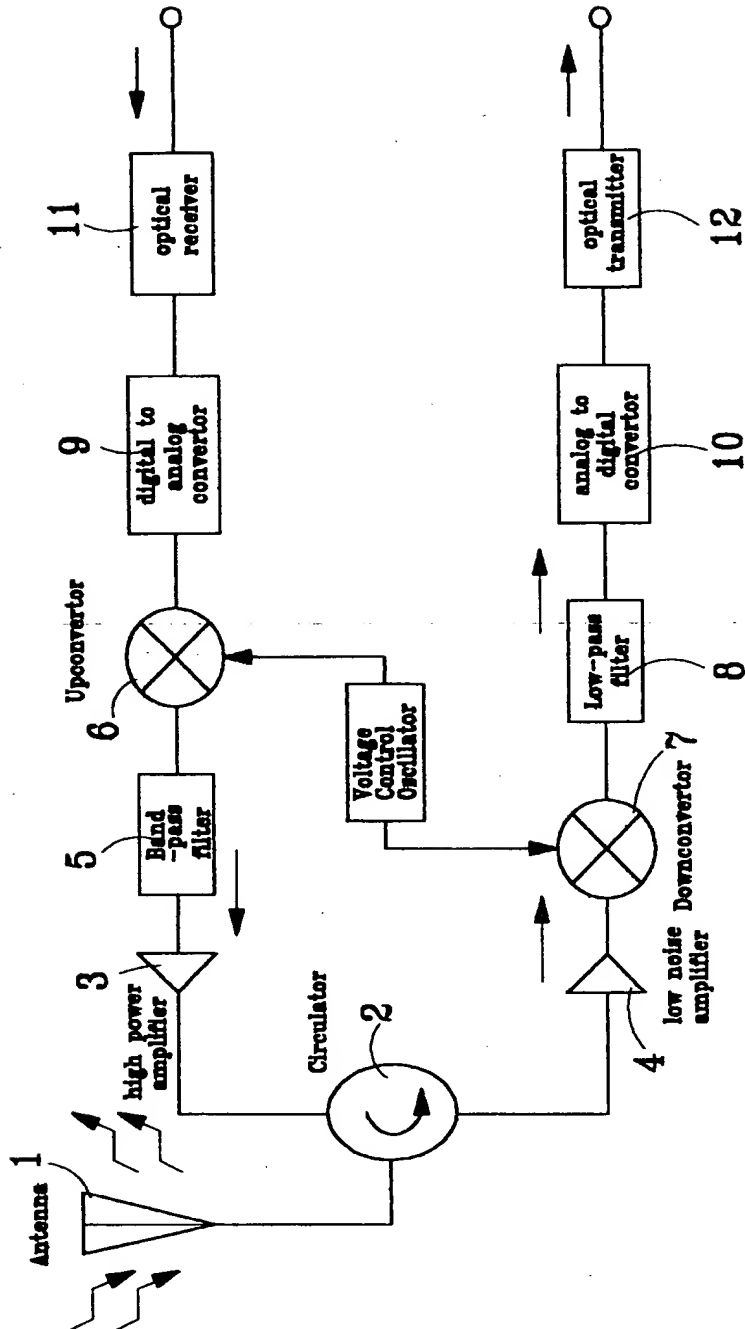 Antenna
1
high power
amplifier
3
5
Band
-pass
filter
6
Upconvertor
9
digital to
analog
convertor
11
optical
receiver
Circulator
2
Voltage
Control
Oscillator
4
low noise
amplifier
Downconvertor
7
Low-pass
filter
8
analog to
digital
convertor
10
optical
transmitter
12